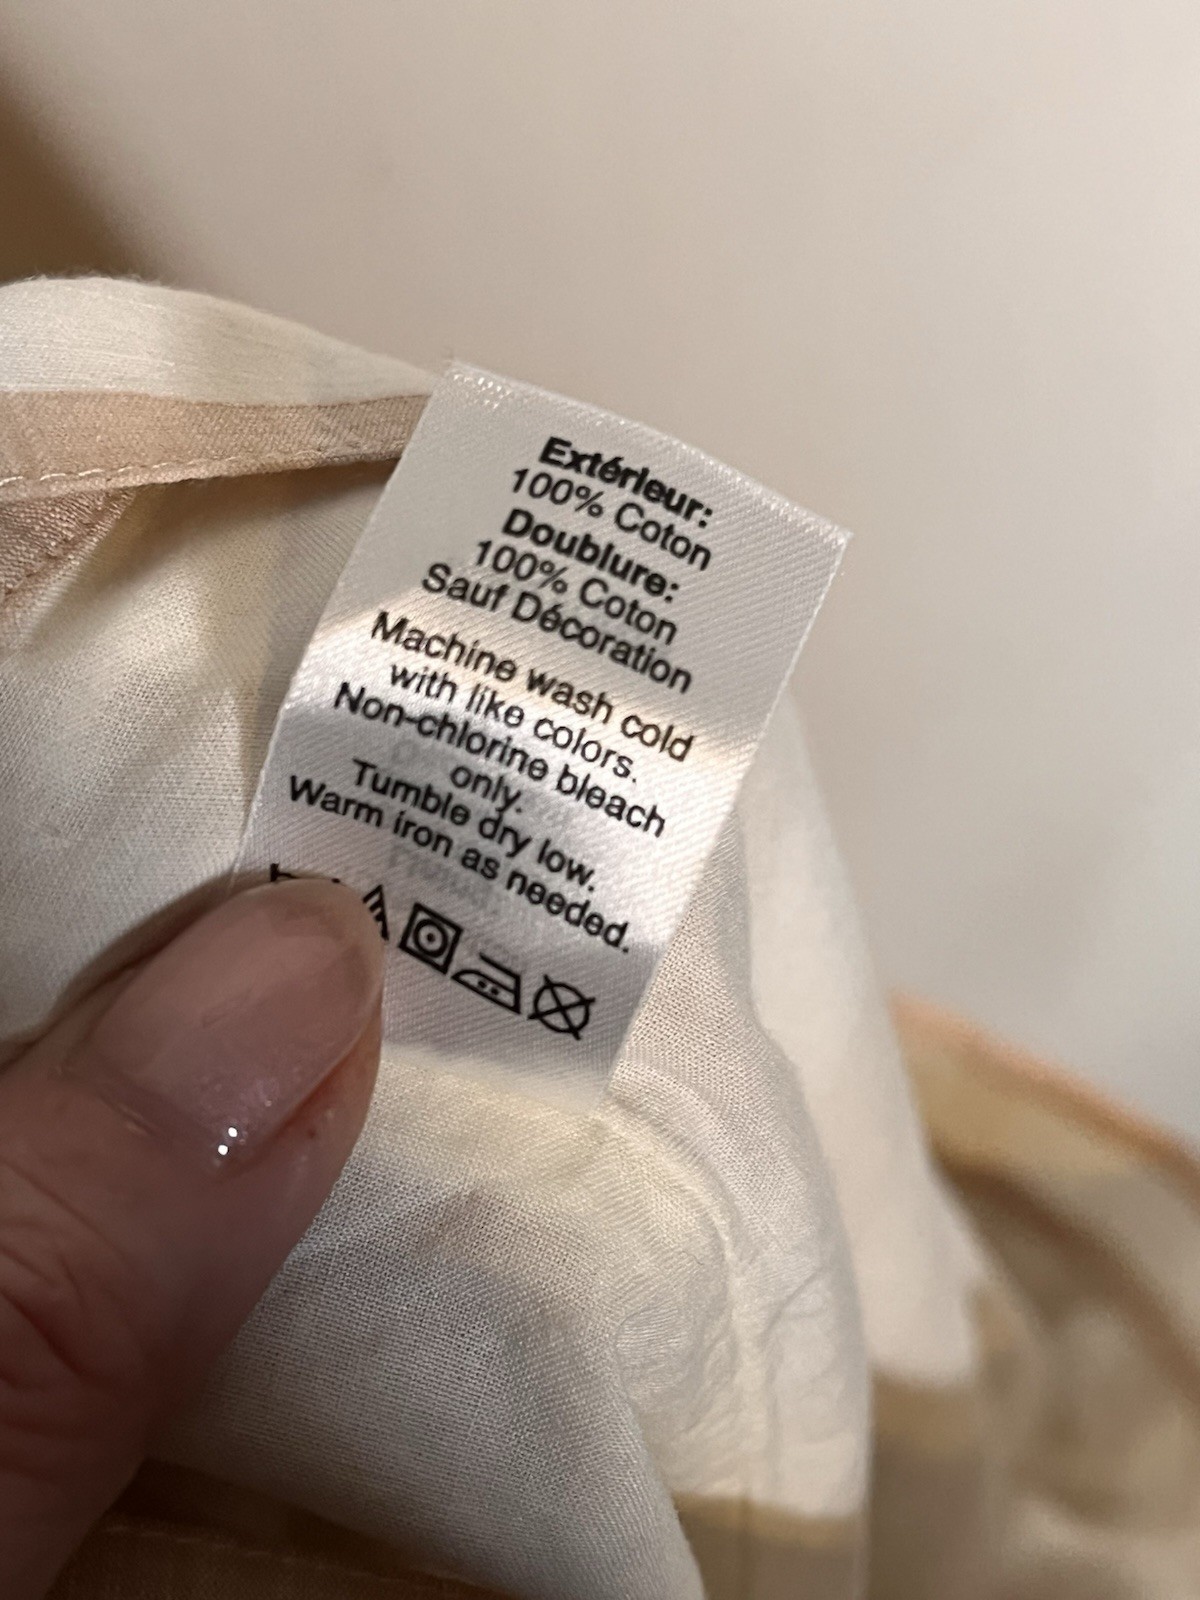 Extérieur:
100% Coton
Doublure:
100% Coton
Sauf Décoration
Machine wash cold
with like colors.
Non-chlorine bleach
only.
Tumble dry low.
Warm iron as needed.